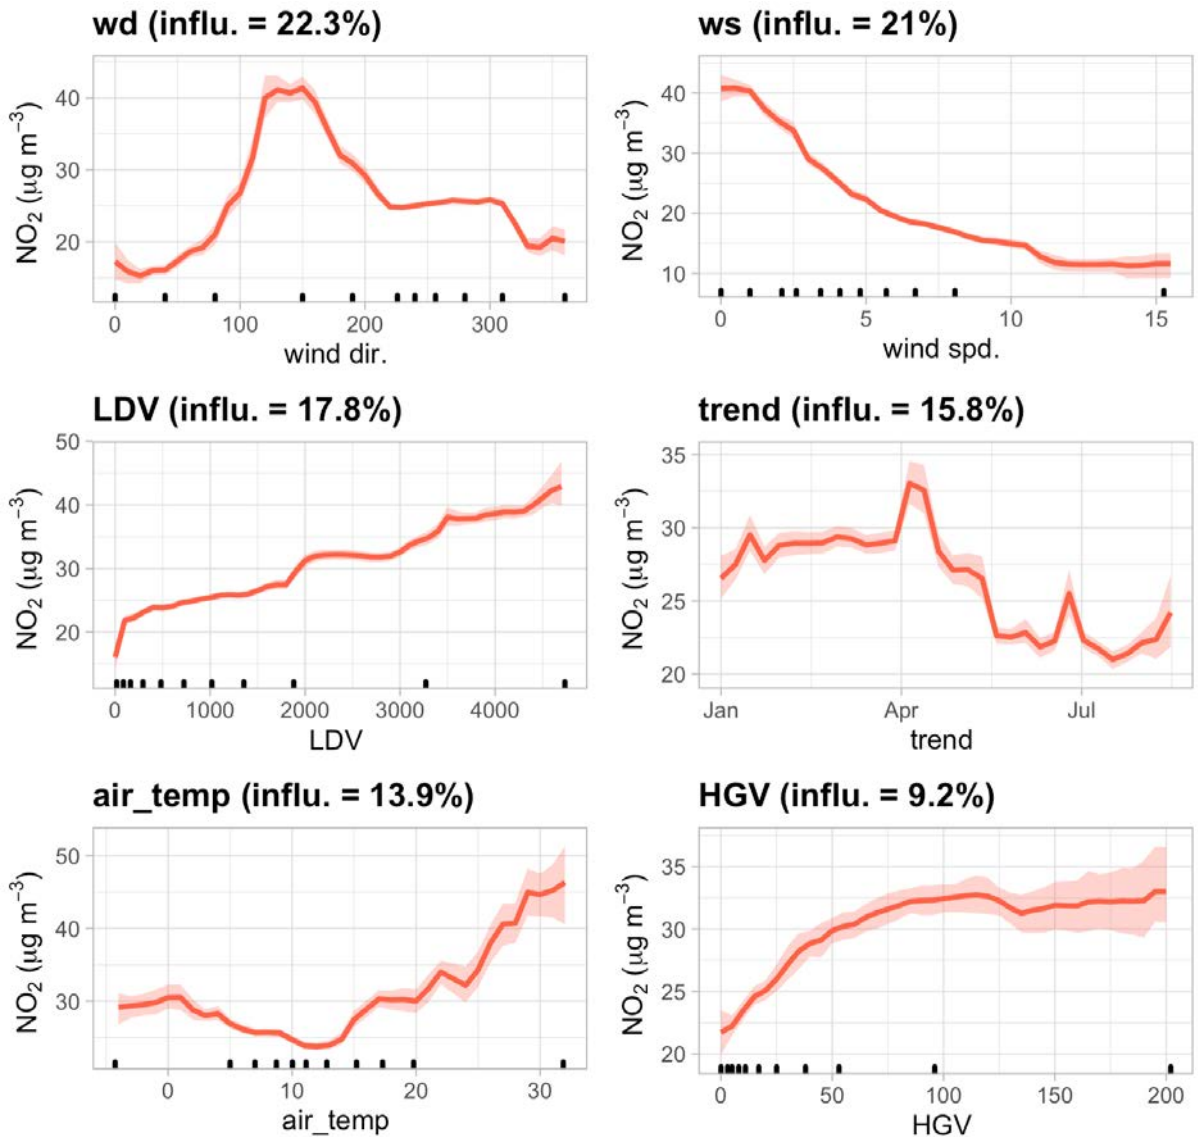 wd (influ. = 22.3%)
NO₂ (μg m⁻³)
40
30
20
0 100 200 300
wind dir.
ws (influ. = 21%)
NO₂ (μg m⁻³)
40
30
20
10
0 5 10 15
wind spd.
LDV (influ. = 17.8%)
NO₂ (μg m⁻³)
50
40
30
20
0 1000 2000 3000 4000
LDV
trend (influ. = 15.8%)
NO₂ (μg m⁻³)
35
30
25
20
Jan Apr Jul
trend
air_temp (influ. = 13.9%)
NO₂ (μg m⁻³)
50
40
30
0 10 20 30
air_temp
HGV (influ. = 9.2%)
NO₂ (μg m⁻³)
35
30
25
20
0 50 100 150 200
HGV